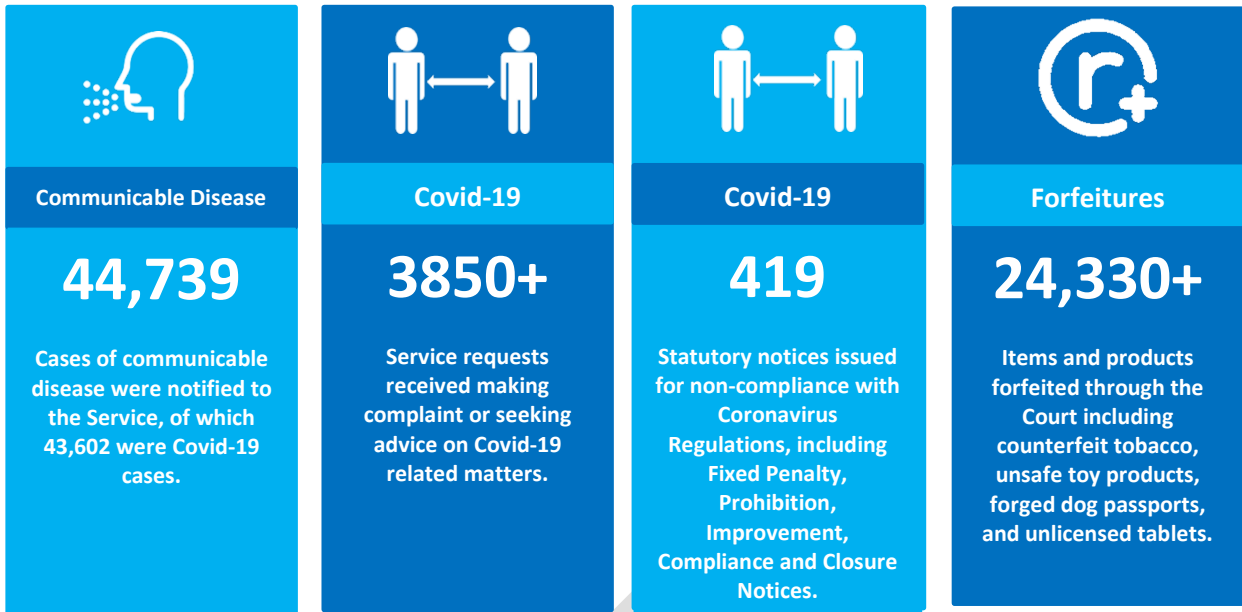 Communicable Disease
44,739
Cases of communicable
disease were notified to
the Service, of which
43,602 were Covid-19
cases.
Covid-19
3850+
Service requests
received making
complaint or seeking
advice on Covid-19
related matters.
Covid-19
419
Statutory notices issued
for non-compliance with
Coronavirus
Regulations, including
Fixed Penalty,
Prohibition,
Improvement,
Compliance and Closure
Notices.
r+
Forfeitures
24,330+
Items and products
forfeited through the
Court including
counterfeit tobacco,
unsafe toy products,
forged dog passports,
and unlicensed tablets.